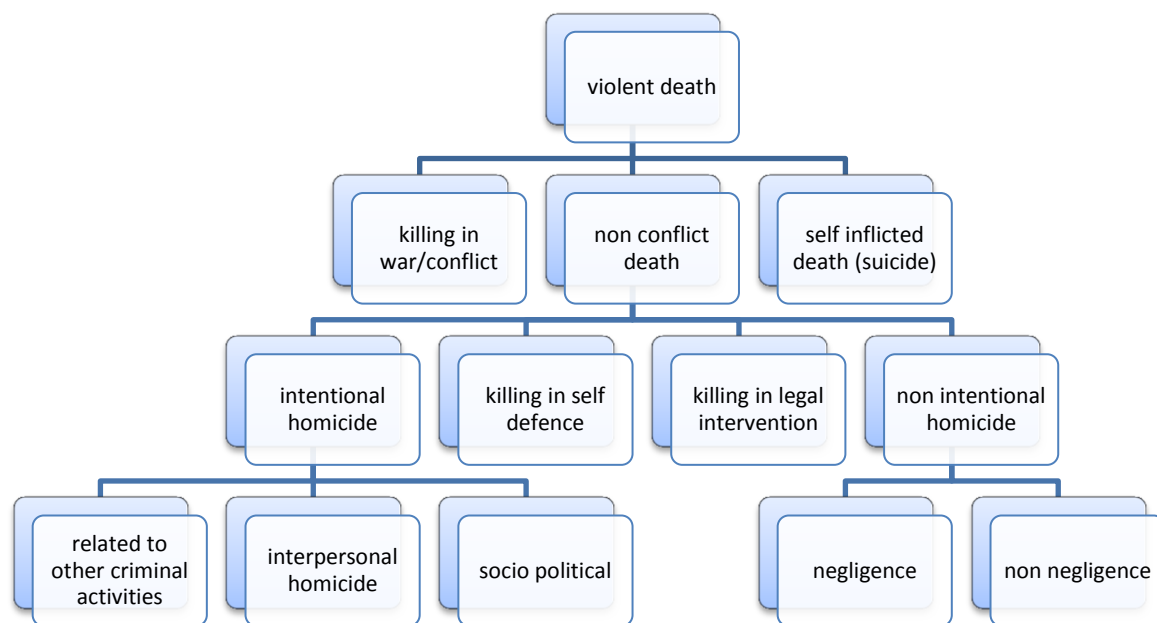 violent death
killing in
war/conflict
non conflict
death
self inflicted
death (suicide)
intentional
homicide
killing in self
defence
killing in legal
intervention
non intentional
homicide
related to
other criminal
activities
interpersonal
homicide
socio political
negligence
non negligence